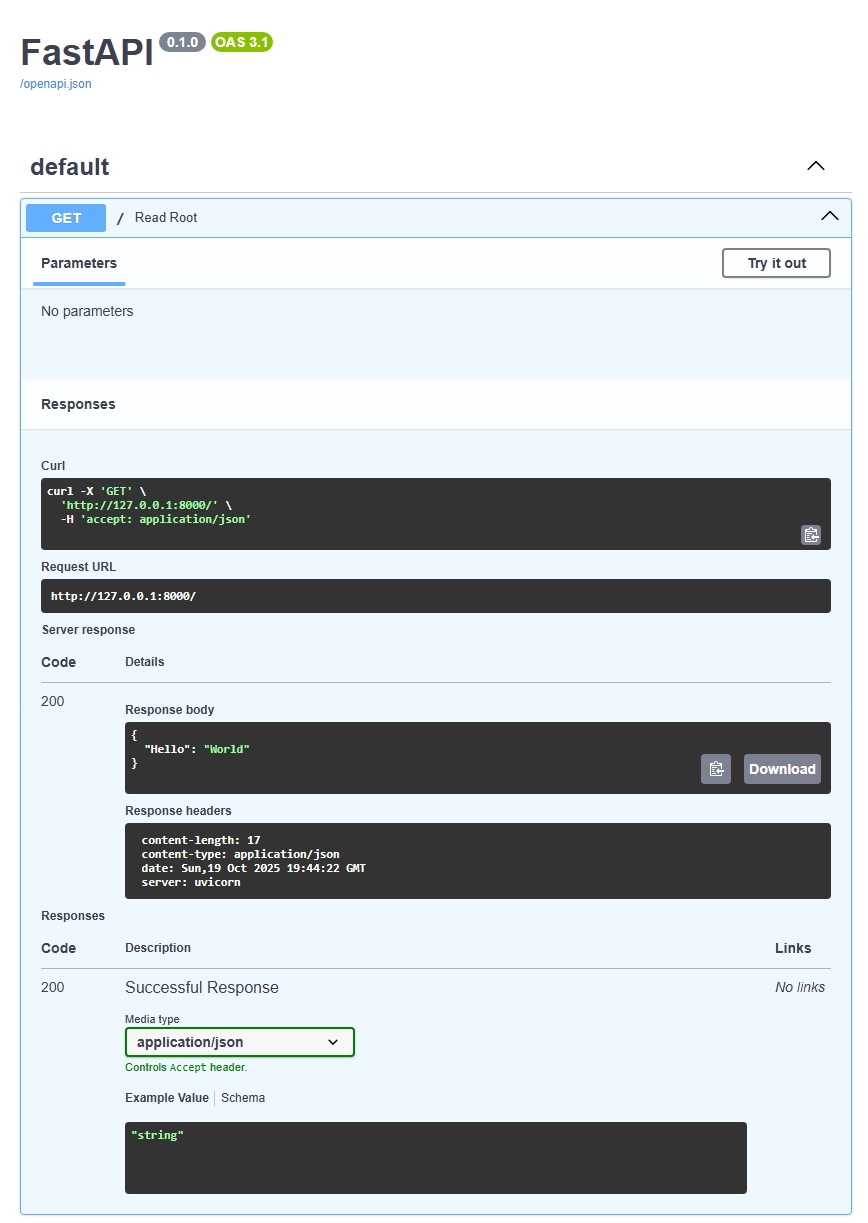 FastAPI 0.1.0 OAS 3.1
/openapi.json
default
GET / Read Root
Parameters Try it out
No parameters
Responses
Curl
curl -X 'GET' \
'http://127.0.0.1:8000/' \
-H 'accept: application/json'
Request URL
http://127.0.0.1:8000/
Server response
Code Details
200
Response body
{
"Hello": "World"
}
Download
Response headers
content-length: 17
content-type: application/json
date: Sun,19 Oct 2025 19:44:22 GMT
server: uvicorn
Responses
Code Description Links
200 Successful Response No links
Media type
application/json
Controls Accept header.
Example Value Schema
"string"